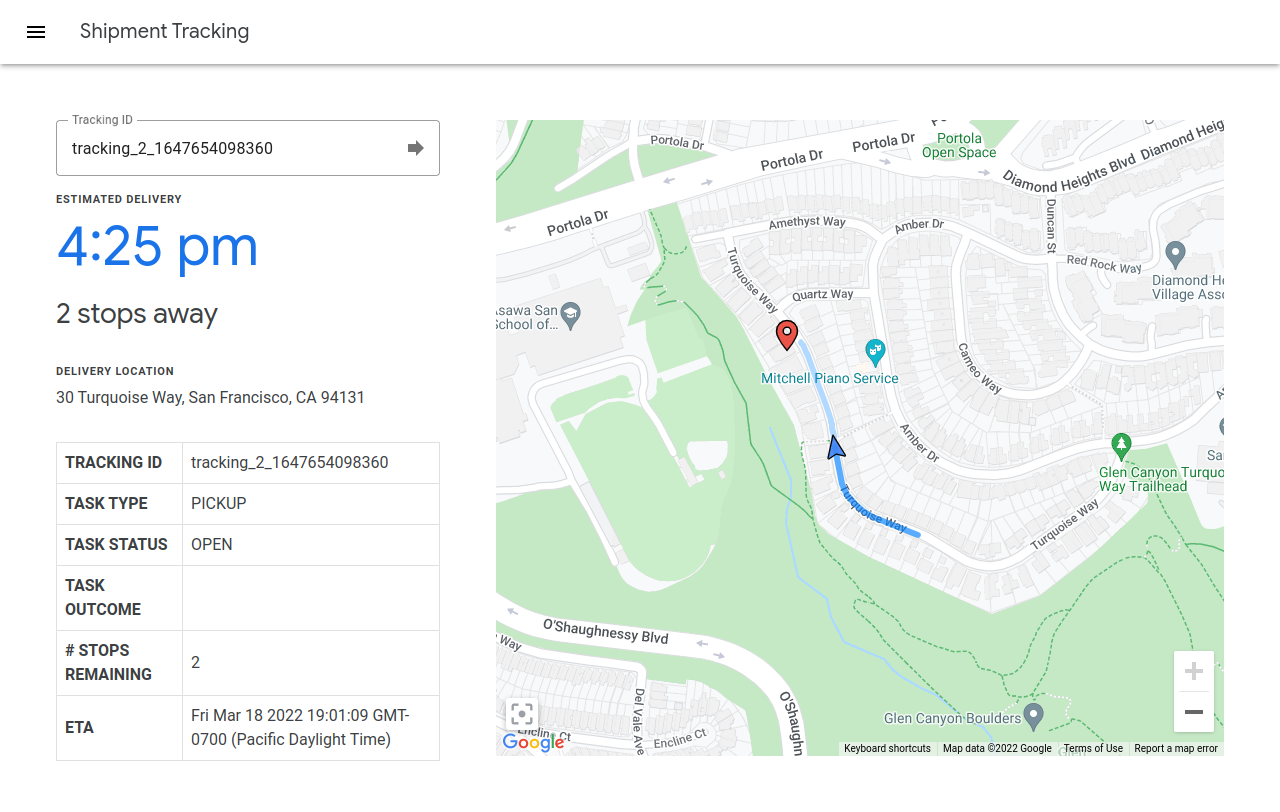 Shipment Tracking
Tracking ID
tracking_2_1647654098360
ESTIMATED DELIVERY
4:25 pm
2 stops away
DELIVERY LOCATION
30 Turquoise Way, San Francisco, CA 94131
TRACKING ID tracking_2_1647654098360
TASK TYPE PICKUP
TASK STATUS OPEN
TASK
OUTCOME
# STOPS
REMAINING
2
ETA
Fri Mar 18 2022 19:01:09 GMT-
0700 (Pacific Daylight Time)
Portola Dr
Portola Dr
Portola Dr
Portola Dr
Portola
Open Space
Diamond Heights Blvd
Diamond Heig
Duncan St
Amethyst Way
Amber Dr
Red Rock Way
Diamond He
Village Asso
Turquoise Way
Quartz Way
Asawa San
School of...
Mitchell Piano Service
Cameo Way
Amber Dr
Glen Canyon Turquo
Way Trailhead
Sa
Turquoise Way
Turquoise Way
O'Shaughnessy Blvd
Way
Del Vale Ave
O'Shaughn
Glen Canyon Boulders
Enclin Ct
Encline Ct
Google
Glen
Keyboard shortcuts
Map data ©2022 Google
Terms of Use
Report a map error